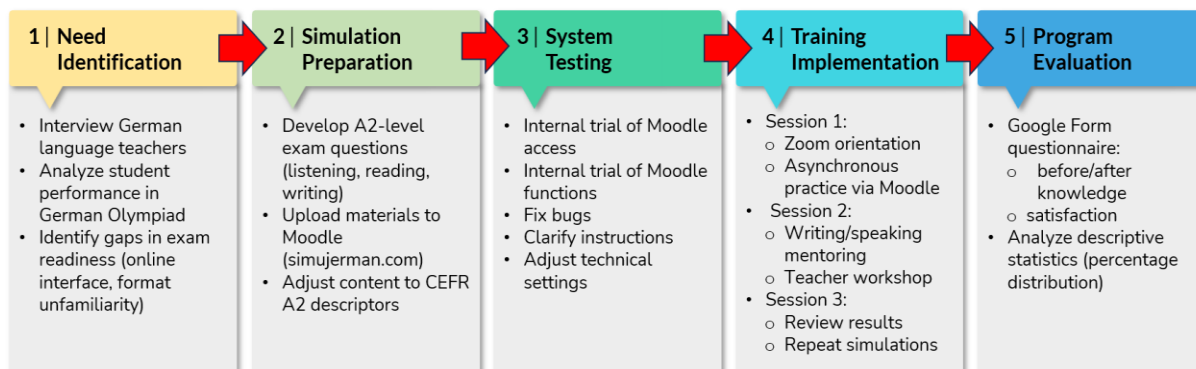 1 | Need
Identification
• Interview German
language teachers
• Analyze student
performance in
German Olympiad
• Identify gaps in exam
readiness (online
interface, format
unfamiliarity)
2 | Simulation
Preparation
• Develop A2-level
exam questions
(listening, reading,
writing)
• Upload materials to
Moodle
(simujerman.com)
• Adjust content to CEFR
A2 descriptors
3 | System
Testing
• Internal trial of Moodle
access
• Internal trial of Moodle
functions
• Fix bugs
• Clarify instructions
• Adjust technical
settings
4 | Training
Implementation
• Session 1:
o Zoom orientation
o Asynchronous
practice via Moodle
• Session 2:
o Writing/speaking
mentoring
o Teacher workshop
• Session 3:
o Review results
o Repeat simulations
5 | Program
Evaluation
• Google Form
questionnaire:
o before/after
knowledge
o satisfaction
• Analyze descriptive
statistics (percentage
distribution)